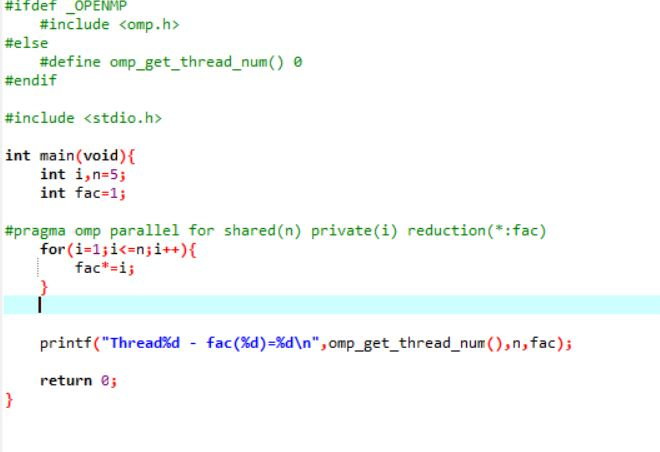 #ifdef _OPENMP
    #include <omp.h>
#else
    #define omp_get_thread_num() 0
#endif

#include <stdio.h>

int main(void){
    int i,n=5;
    int fac=1;

#pragma omp parallel for shared(n) private(i) reduction(*:fac)
    for(i=1;i<=n;i++){
        fac*=i;
    }

    printf("Thread%d - fac(%d)=%d\n",omp_get_thread_num(),n,fac);

    return 0;
}